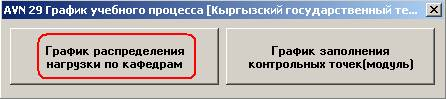 AVN 29 График учебного процесса [Кыргызский государственный те...
График распределения
нагрузки по кафедрам
График заполнения
контрольных точек(модуль)